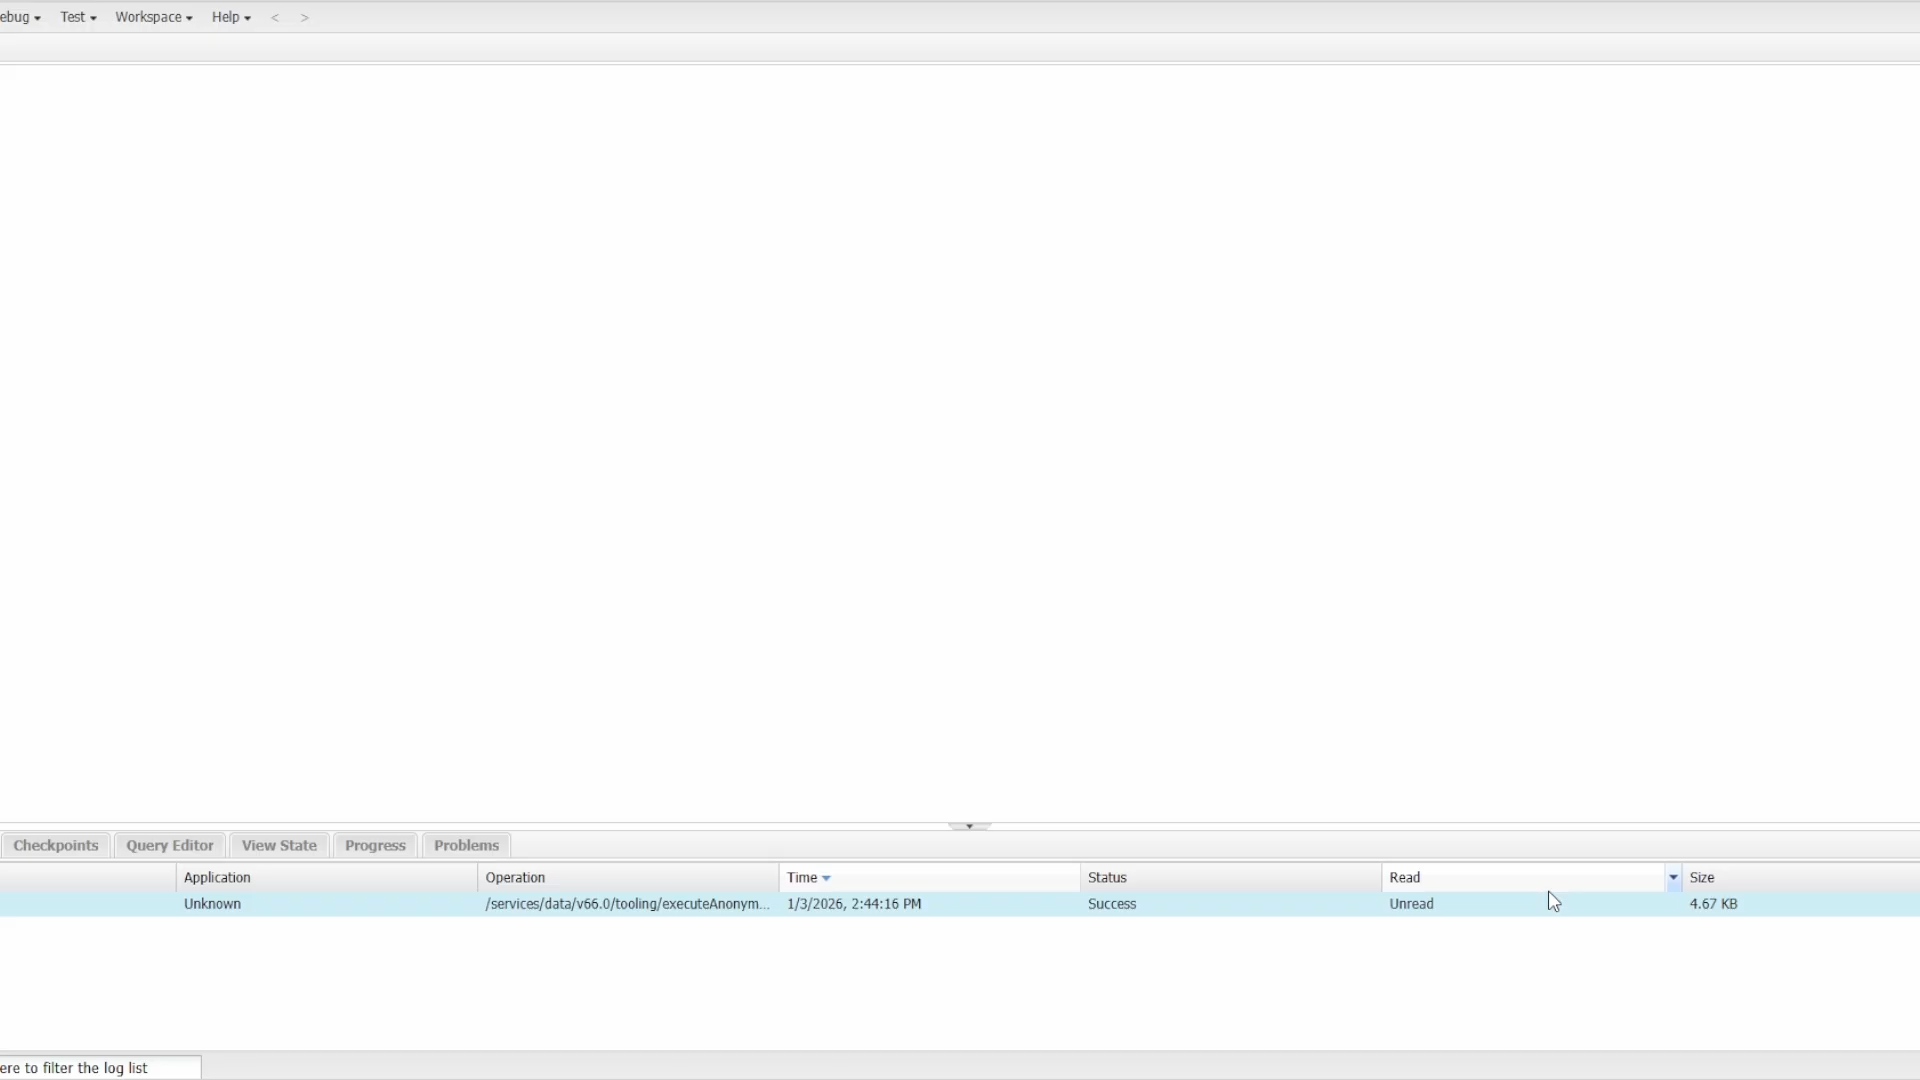 ebug Test Workspace Help < >
Checkpoints Query Editor View State Progress Problems
Application Operation Time Status Read Size
Unknown /services/data/v66.0/tooling/executeAnonym... 1/3/2026, 2:44:16 PM Success Unread 4.67 KB
ere to filter the log list